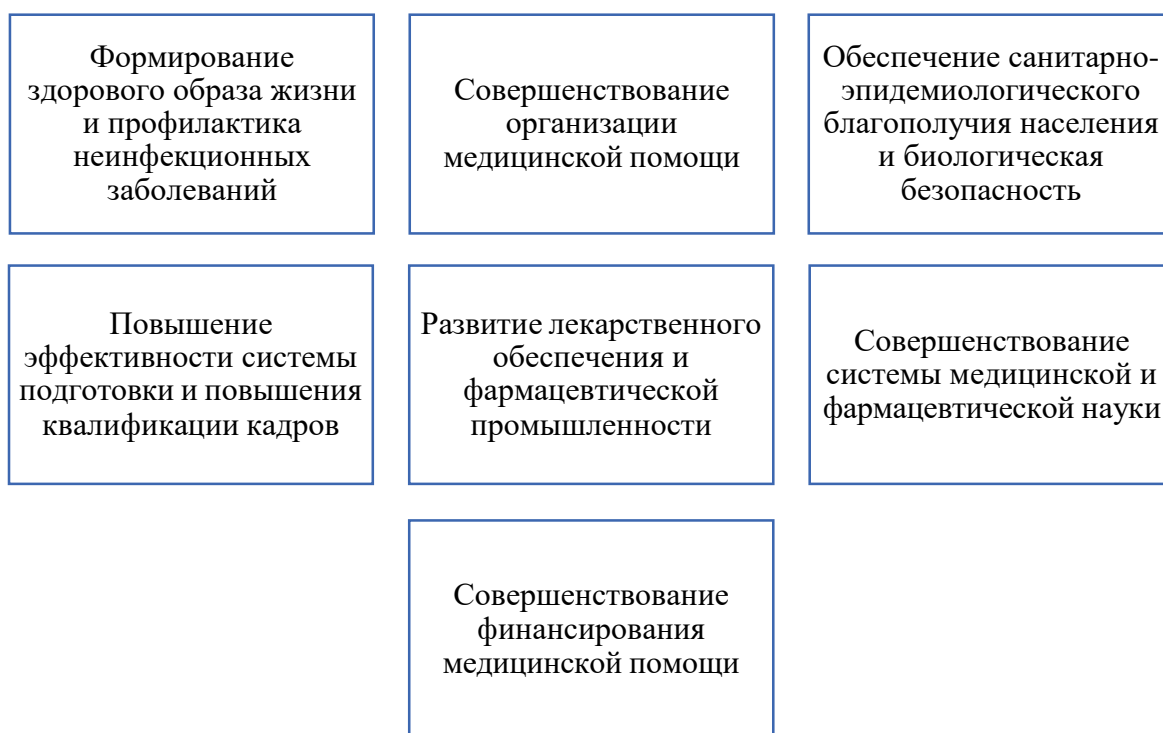 Формирование
здорового образа жизни
и профилактика
неинфекционных
заболеваний
Совершенствование
организации
медицинской помощи
Обеспечение санитарно-
эпидемиологического
благополучия населения
и биологическая
безопасность
Повышение
эффективности системы
подготовки и повышения
квалификации кадров
Развитие лекарственного
обеспечения и
фармацевтической
промышленности
Совершенствование
системы медицинской и
фармацевтической науки
Совершенствование
финансирования
медицинской помощи